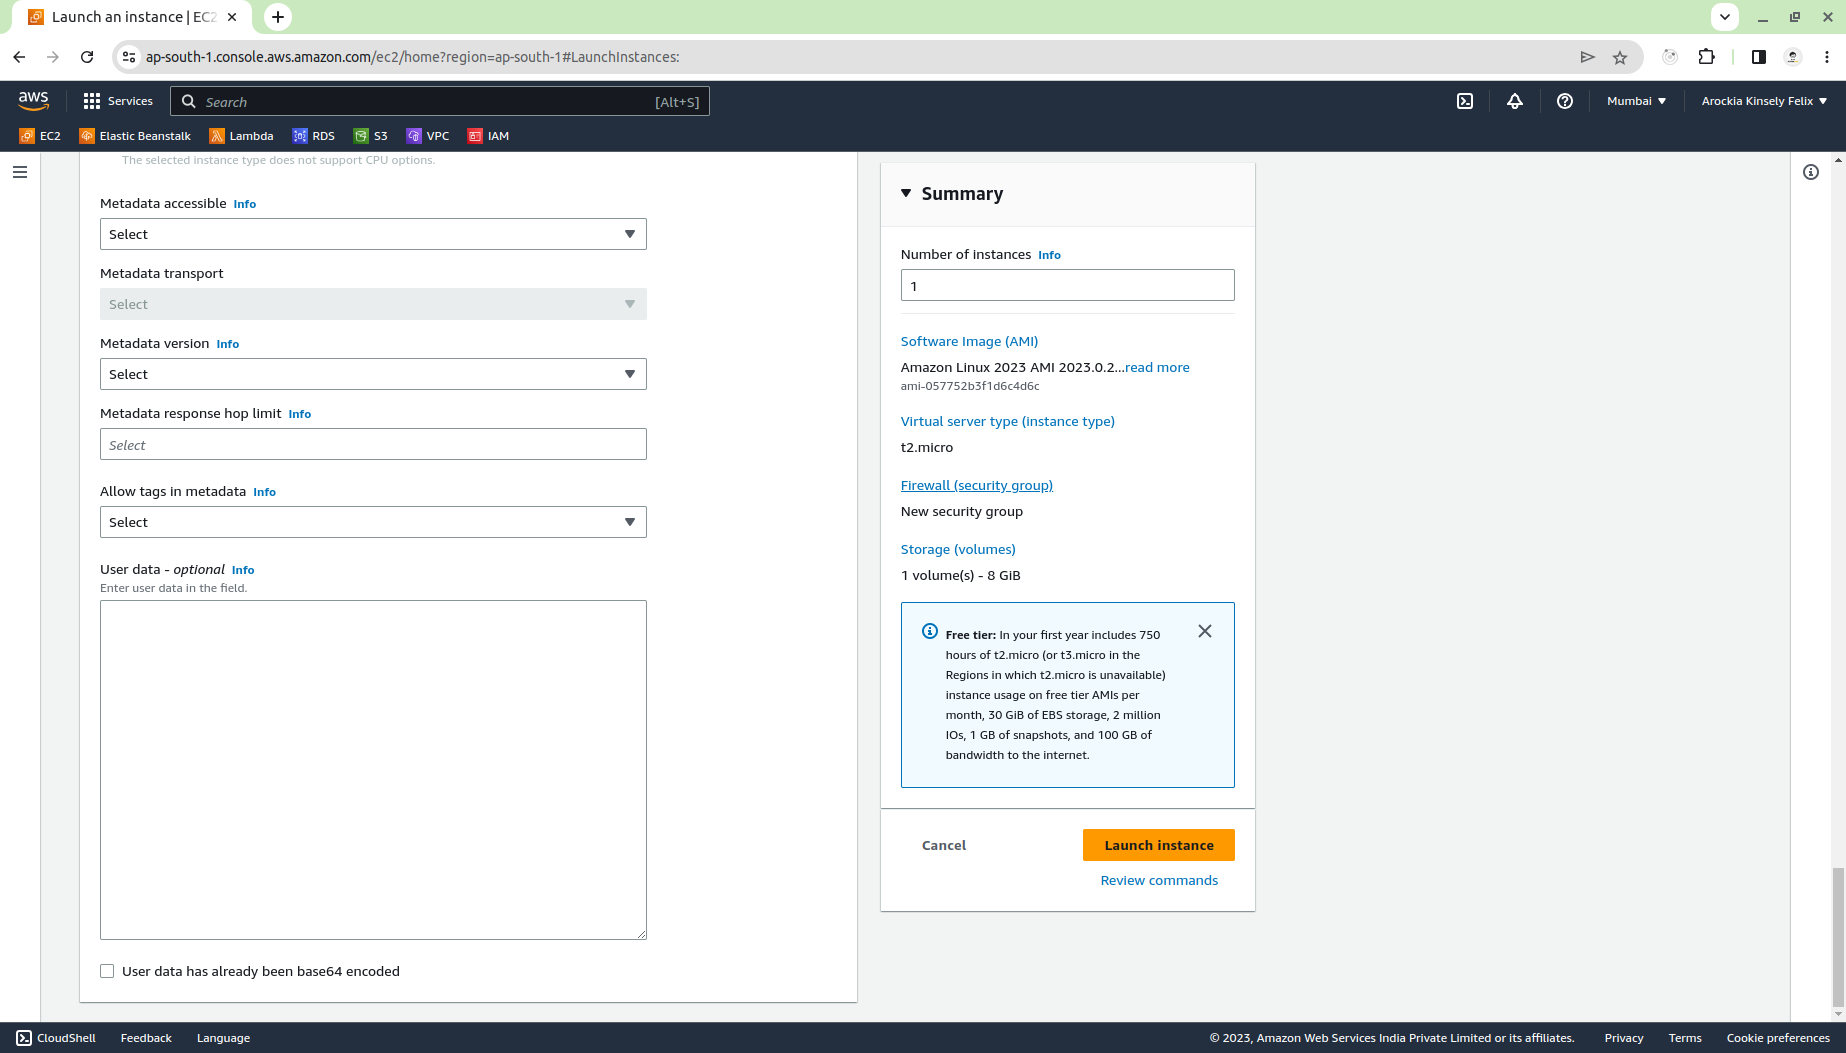 Launch an instance | EC2
ap-south-1.console.aws.amazon.com/ec2/home?region=ap-south-1#LaunchInstances:
aws
Services
Search
[Alt+S]
Mumbai
Arockia Kinsely Felix
EC2
Elastic Beanstalk
Lambda
RDS
S3
VPC
IAM
The selected instance type does not support CPU options.
Metadata accessible Info
Select
Metadata transport
Select
Metadata version Info
Select
Metadata response hop limit Info
Select
Allow tags in metadata Info
Select
User data - optional Info
Enter user data in the field.
User data has already been base64 encoded
Summary
Number of instances Info
1
Software Image (AMI)
Amazon Linux 2023 AMI 2023.0.2...read more
ami-057752b3f1d6c4d6c
Virtual server type (instance type)
t2.micro
Firewall (security group)
New security group
Storage (volumes)
1 volume(s) - 8 GiB
Free tier: In your first year includes 750
hours of t2.micro (or t3.micro in the
Regions in which t2.micro is unavailable)
instance usage on free tier AMIs per
month, 30 GiB of EBS storage, 2 million
IOs, 1 GB of snapshots, and 100 GB of
bandwidth to the internet.
Cancel
Launch instance
Review commands
CloudShell
Feedback
Language
© 2023, Amazon Web Services India Private Limited or its affiliates.
Privacy
Terms
Cookie preferences